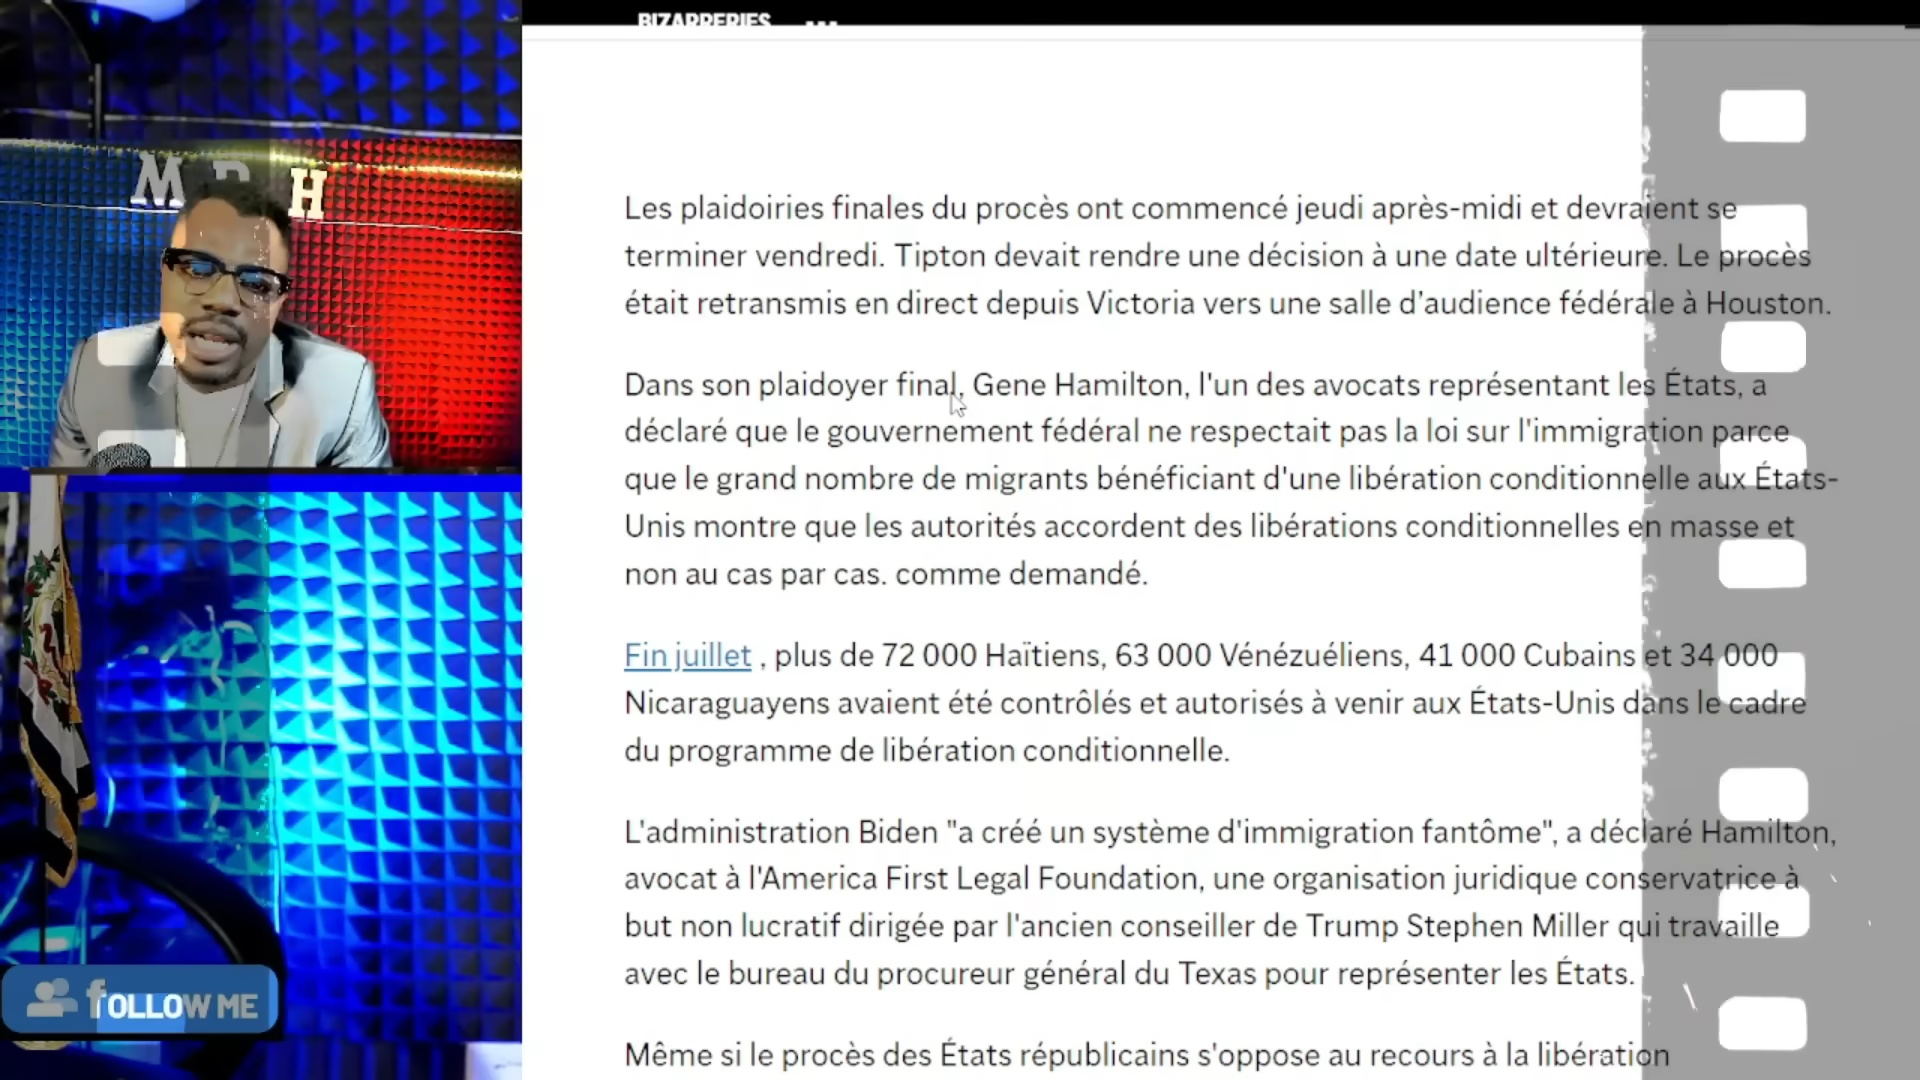 BIZARRERIES ...
M R H
Les plaidoiries finales du procès ont commencé jeudi après-midi et devraient se
terminer vendredi. Tipton devait rendre une décision à une date ultérieure. Le procès
était retransmis en direct depuis Victoria vers une salle d'audience fédérale à Houston.
Dans son plaidoyer final, Gene Hamilton, l'un des avocats représentant les États, a
déclaré que le gouvernement fédéral ne respectait pas la loi sur l'immigration parce
que le grand nombre de migrants bénéficiant d'une libération conditionnelle aux États-
Unis montre que les autorités accordent des libérations conditionnelles en masse et
non au cas par cas. comme demandé.
Fin juillet , plus de 72 000 Haïtiens, 63 000 Vénézuéliens, 41 000 Cubains et 34 000
Nicaraguayens avaient été contrôlés et autorisés à venir aux États-Unis dans le cadre
du programme de libération conditionnelle.
L'administration Biden "a créé un système d'immigration fantôme", a déclaré Hamilton,
avocat à l'America First Legal Foundation, une organisation juridique conservatrice à
but non lucratif dirigée par l'ancien conseiller de Trump Stephen Miller qui travaille
avec le bureau du procureur général du Texas pour représenter les États.
Même si le procès des États républicains s'oppose au recours à la libération
fOLLOW ME